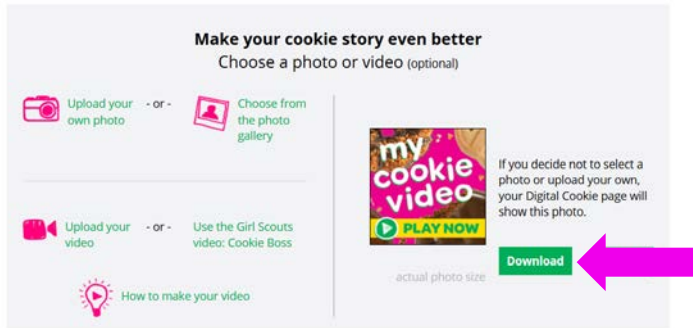 Make your cookie story even better
Choose a photo or video (optional)
Upload your own photo
- or -
Choose from the photo gallery
Upload your video
- or -
Use the Girl Scouts video: Cookie Boss
How to make your video
my
cookie
video
PLAY NOW
actual photo size
If you decide not to select a
photo or upload your own,
your Digital Cookie page will
show this photo.
Download